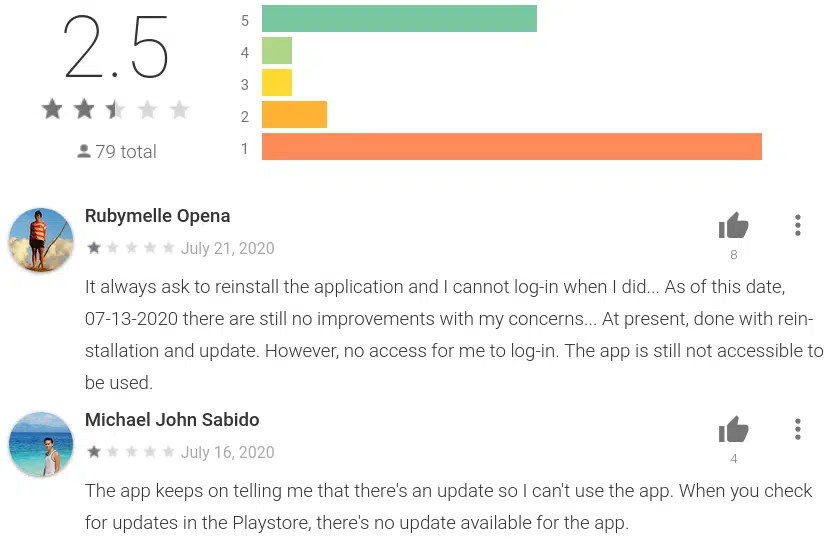 2.5
79 total
5
4
3
2
1
Rubymelle Opena
July 21, 2020
8
It always ask to reinstall the application and I cannot log-in when I did... As of this date,
07-13-2020 there are still no improvements with my concerns... At present, done with rein-
stallation and update. However, no access for me to log-in. The app is still not accessible to
be used.
Michael John Sabido
July 16, 2020
4
The app keeps on telling me that there's an update so I can't use the app. When you check
for updates in the Playstore, there's no update available for the app.